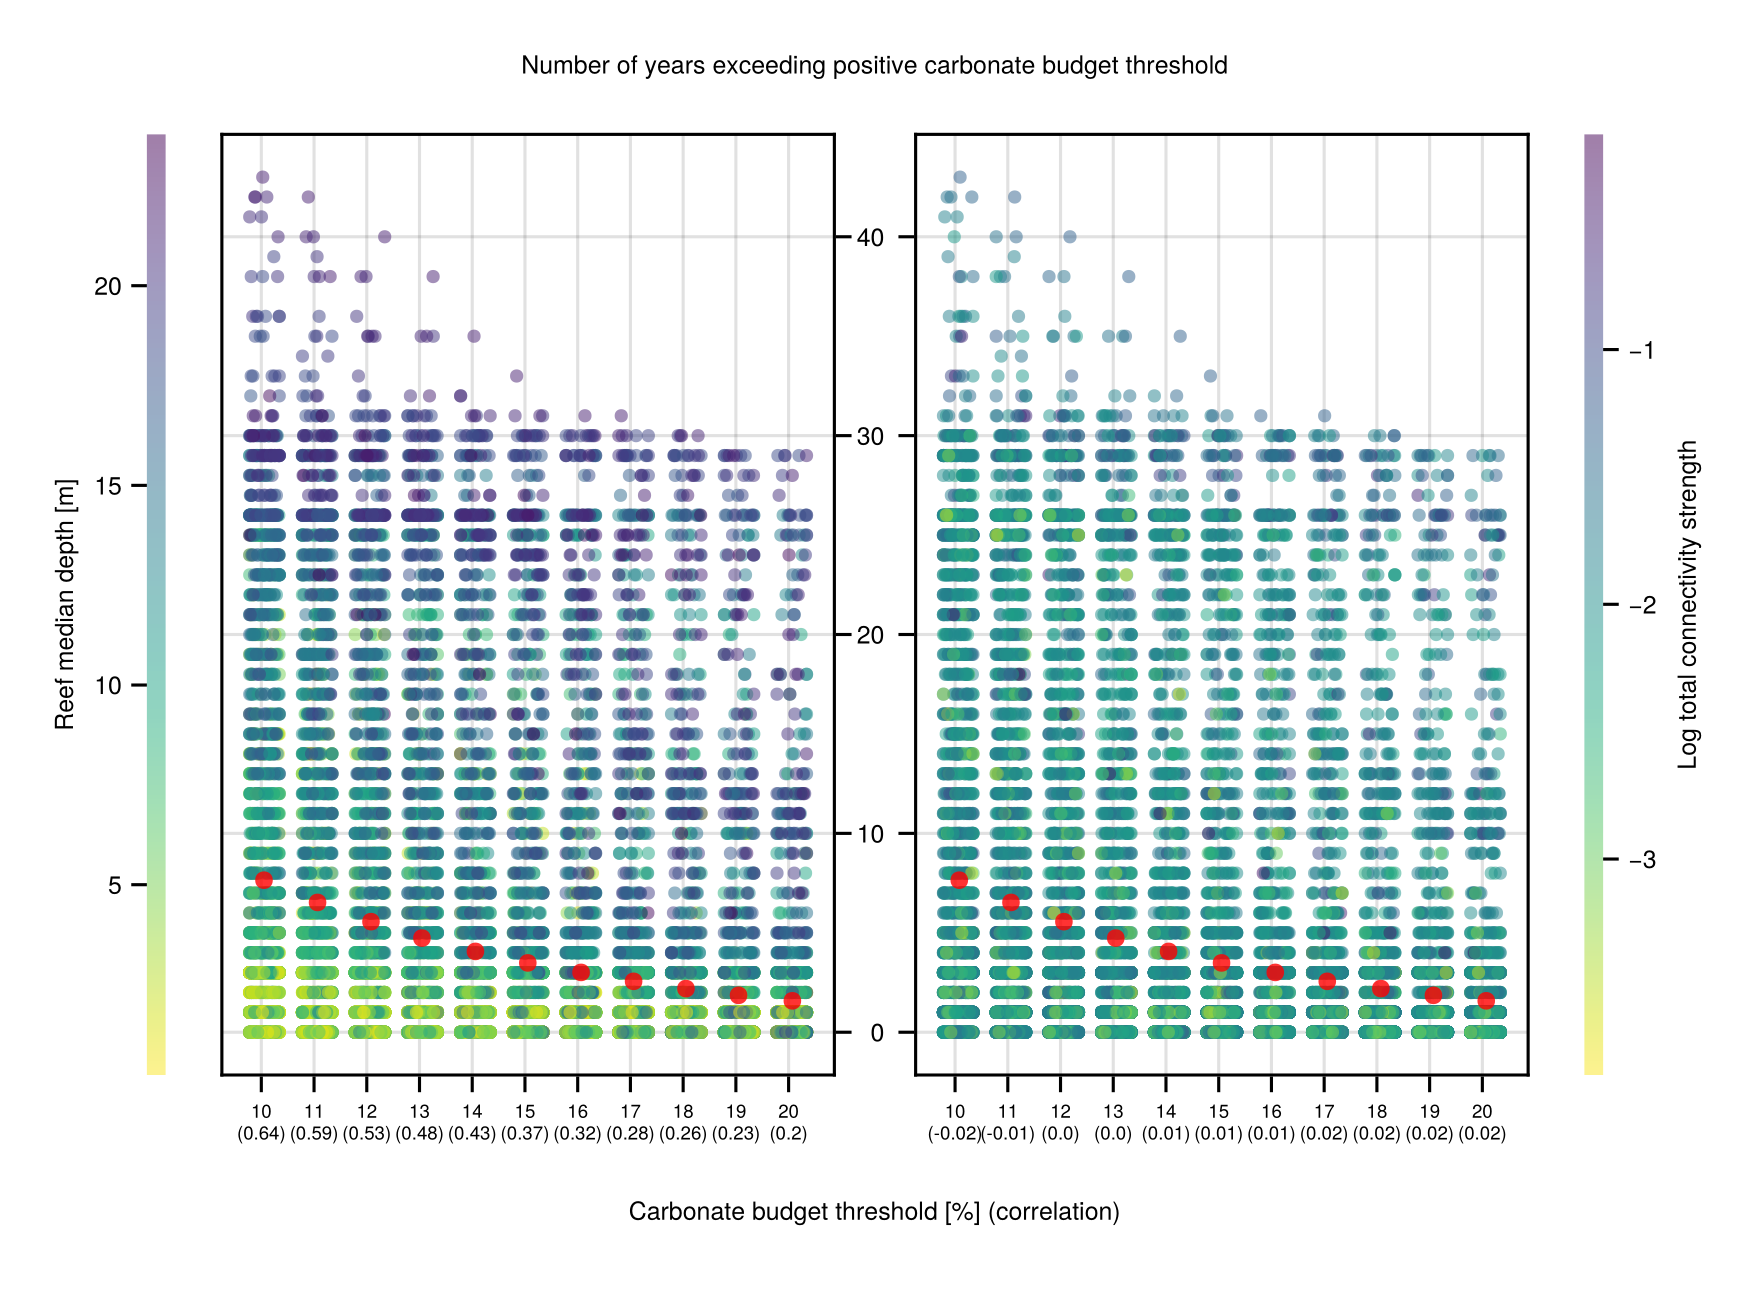 Number of years exceeding positive carbonate budget threshold
20
15
10
5
Reef median depth [m]
40
30
20
10
0
−1
−2
−3
Log total connectivity strength
10 11 12 13 14 15 16 17 18 19 20
(0.64) (0.59) (0.53) (0.48) (0.43) (0.37) (0.32) (0.28) (0.26) (0.23) (0.2)
10 11 12 13 14 15 16 17 18 19 20
(-0.02) (-0.01) (0.0) (0.0) (0.01) (0.01) (0.01) (0.02) (0.02) (0.02) (0.02)
Carbonate budget threshold [%] (correlation)